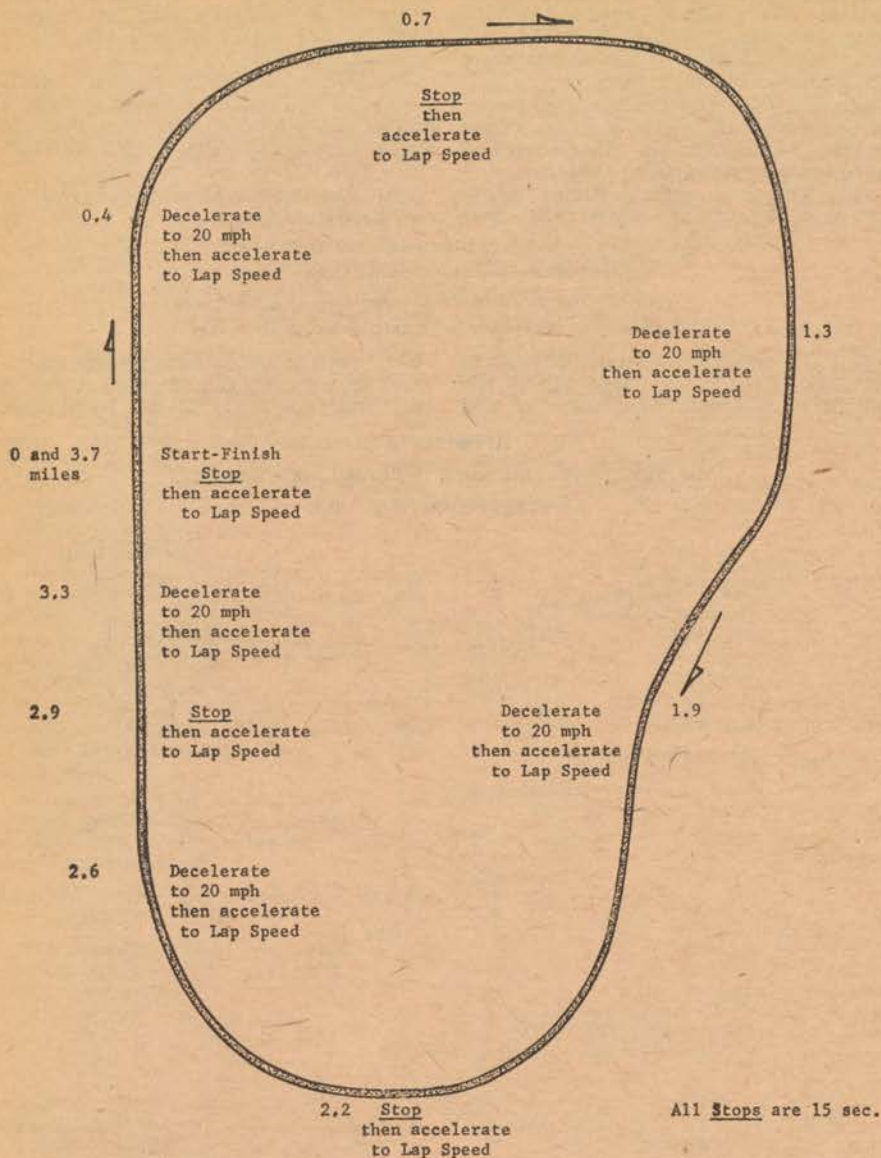 0.7
Stop
then
accelerate
to Lap Speed
0.4
Decelerate
to 20 mph
then accelerate
to Lap Speed
Decelerate
to 20 mph
then accelerate
to Lap Speed
1.3
0 and 3.7
miles
Start-Finish
Stop
then accelerate
to Lap Speed
3.3
Decelerate
to 20 mph
then accelerate
to Lap Speed
2.9
Stop
then accelerate
to Lap Speed
Decelerate
to 20 mph
then accelerate
to Lap Speed
1.9
2.6
Decelerate
to 20 mph
then accelerate
to Lap Speed
2.2 Stop
then accelerate
to Lap Speed
All Stops are 15 sec.